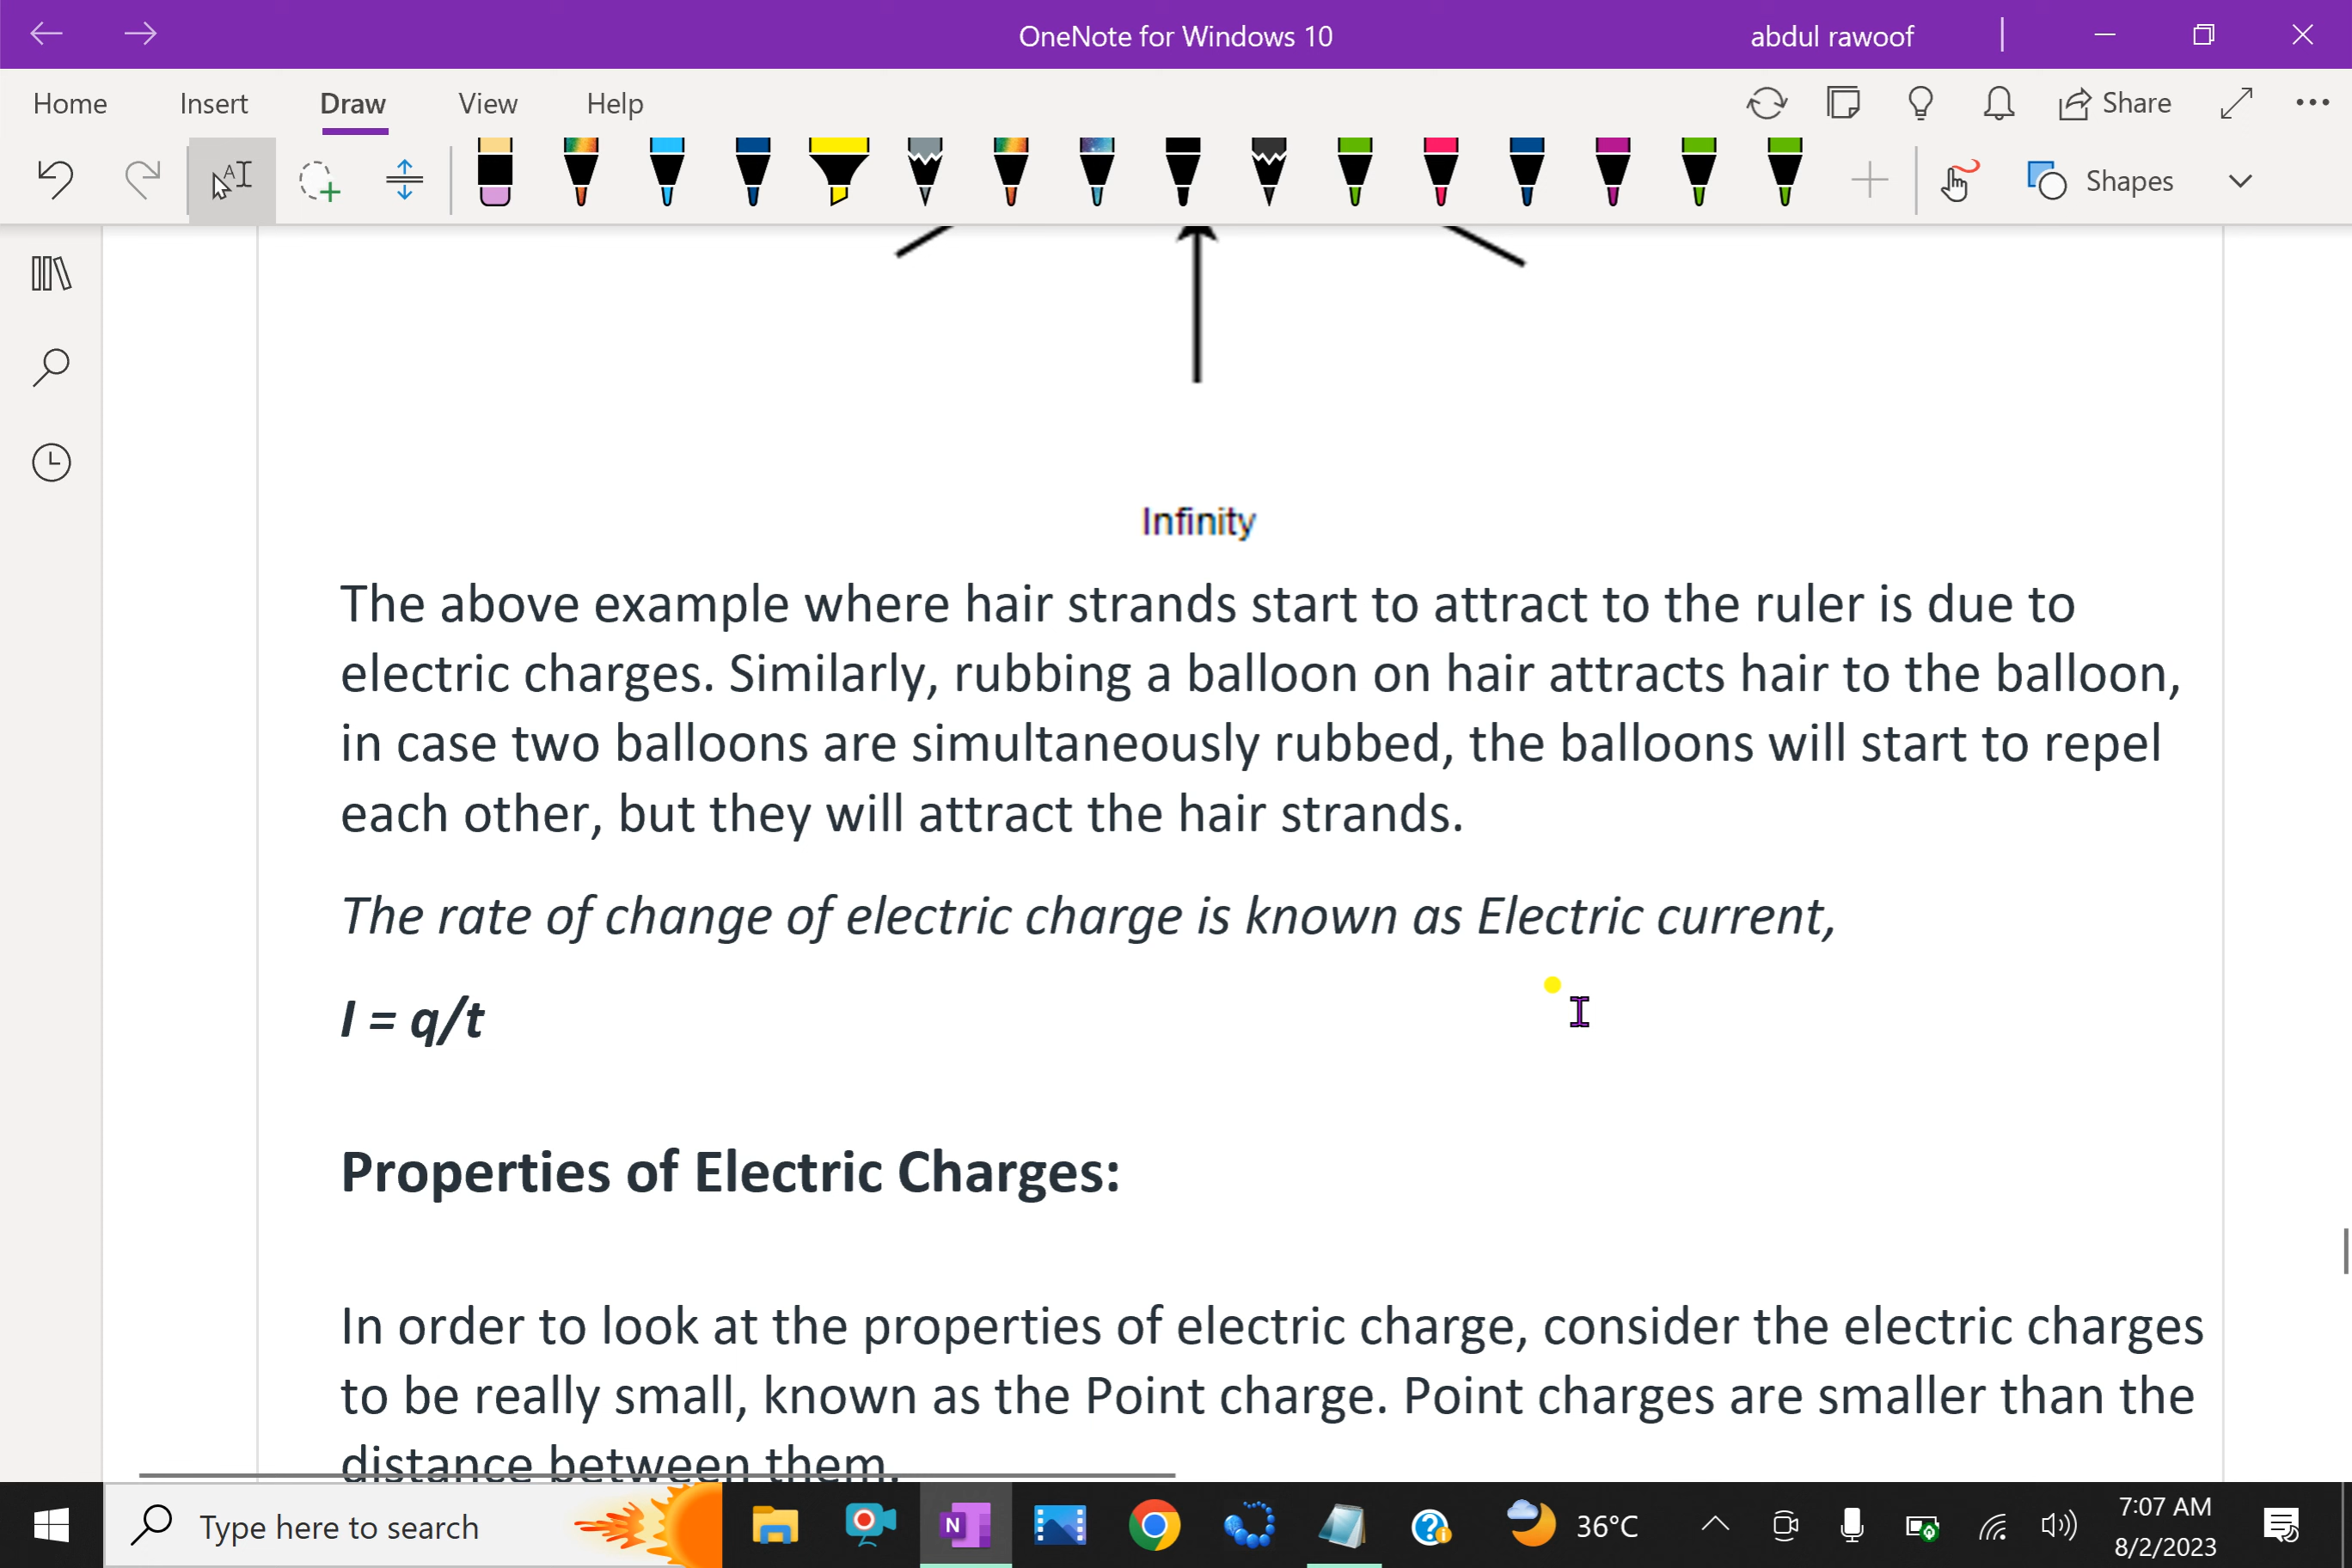 OneNote for Windows 10
abdul rawoof
Home Insert Draw View Help
Share
Shapes
Infinity
The above example where hair strands start to attract to the ruler is due to
electric charges. Similarly, rubbing a balloon on hair attracts hair to the balloon,
in case two balloons are simultaneously rubbed, the balloons will start to repel
each other, but they will attract the hair strands.
The rate of change of electric charge is known as Electric current,
I = q/t
Properties of Electric Charges:
In order to look at the properties of electric charge, consider the electric charges
to be really small, known as the Point charge. Point charges are smaller than the
distance between them.
Type here to search
N
36°C
7:07 AM
8/2/2023